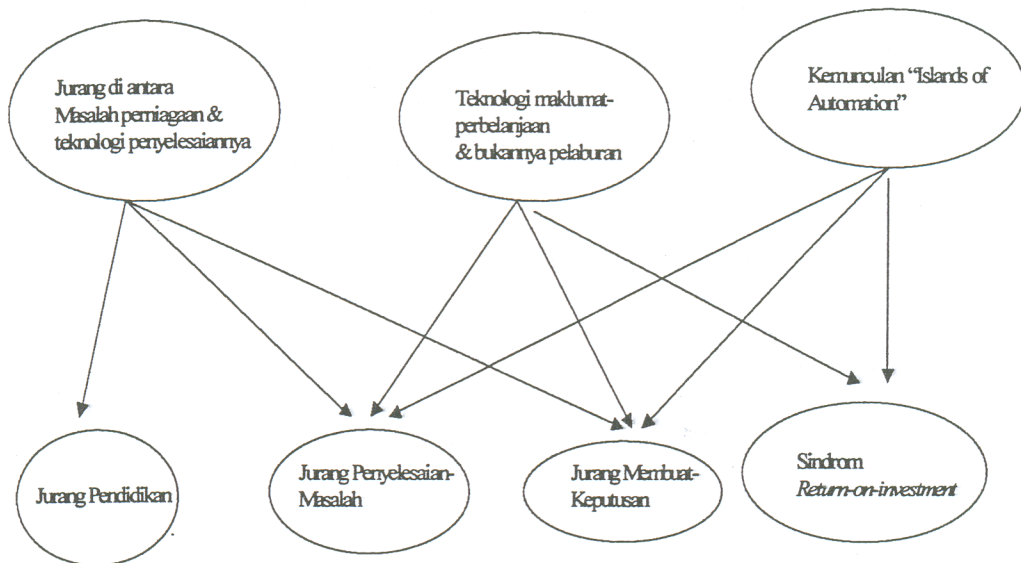 Jurang di antara
Masalah perniagaan &
teknologi penyelesaiannya
Teknologi maklumat-
perbelanjaan
& bukannya pelaburan
Kemunculan “Islands of
Automation”
Jurang Pendidikan
Jurang Penyelesaian-
Masalah
Jurang Membuat-
Keputusan
Sindrom
Return-on-investment